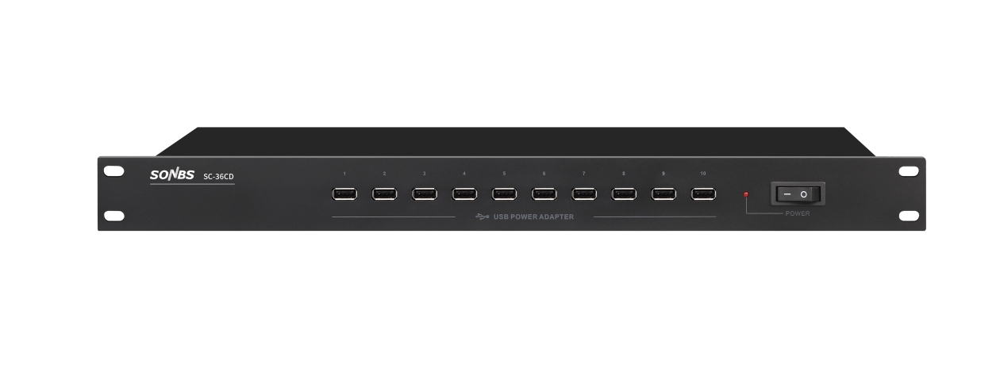 SONBS SC-36CD
1 2 3 4 5 6 7 8 9 10
USB POWER ADAPTER
POWER